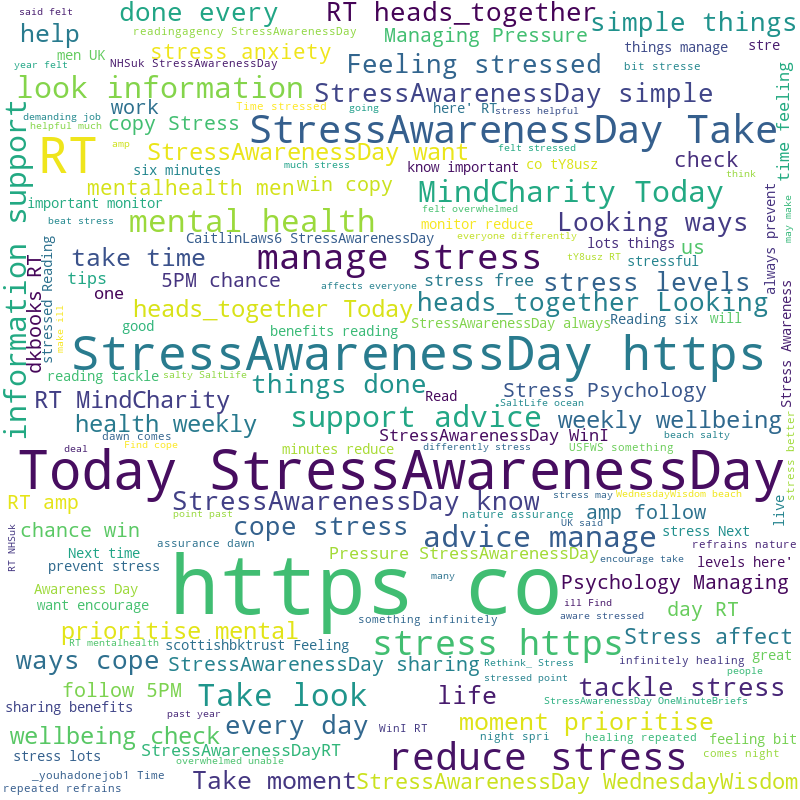 said felt
done every
RT heads_together
simple things
help
readingagency StressAwarenessDay
Managing Pressure
things manage
stre
men UK
stress anxiety
Feeling stressed
year felt
NHSuk StressAwarenessDay
bit stresse
look information
StressAwarenessDay simple
time feeling
work
Time stressed
going
here' RT
stress helpful
demanding job
helpful much
copy Stress
StressAwarenessDay Take
information support
RT
amp
StressAwarenessDay want
felt stressed
check
six minutes
much stress
know important
co tY8usz
think
mentalhealth men
win copy
MindCharity Today
important monitor
felt overwhelmed
beat stress
mental health
monitor reduce
Looking ways
always prevent
may make
CaitlinLaws6 StressAwarenessDay
everyone differently
lots things
us
take time
manage stress
tY8usz RT
stressful
tips
5PM chance
affects everyone
stress free
stress levels
dkbooks RT
stressed Reading
make ill
one
heads_together Today
heads_together Looking
Stress Awareness
good
benefits reading
StressAwarenessDay always
Reading six
will
StressAwarenessDay https
reading tackle
salty SaltLife
things done
Stress Psychology
RT MindCharity
Read
SaltLife ocean
health weekly
support advice
weekly wellbeing
beach salty
stress better
dawn comes
StressAwarenessDay WinI
deal
Find cope
minutes reduce
differently stress
USFWS something
Today StressAwarenessDay
RT amp
StressAwarenessDay know
stress may
WednesdayWisdom beach
live
point past
nature assurance
amp follow
chance win
cope stress
UK said
advice manage
stress Next
RT NHSuk
assurance dawn
refrains nature
Next time
Pressure StressAwarenessDay
encourage take
levels here'
prevent stress
https co
many
Psychology Managing
Awareness Day
want encourage
ill Find
day RT
aware stressed
something infinitely
prioritise mental
RT mentalhealth
scottishbktrust Feeling
stress https
Stress affect
great
ways cope
StressAwarenessDay sharing
Rethink_ Stress
infinitely healing
people
stressed point
follow 5PM
Take look
life
tackle stress
StressAwarenessDay OneMinuteBriefs
sharing benefits
past year
every day
WinI RT
moment prioritise
wellbeing check
night spri
healing repeated
feeling bit
StressAwarenessDayRT
stress lots
overwhelmed unable
reduce stress
comes night
_youhadonejob1 Time
Take moment
StressAwarenessDay WednesdayWisdom
repeated refrains